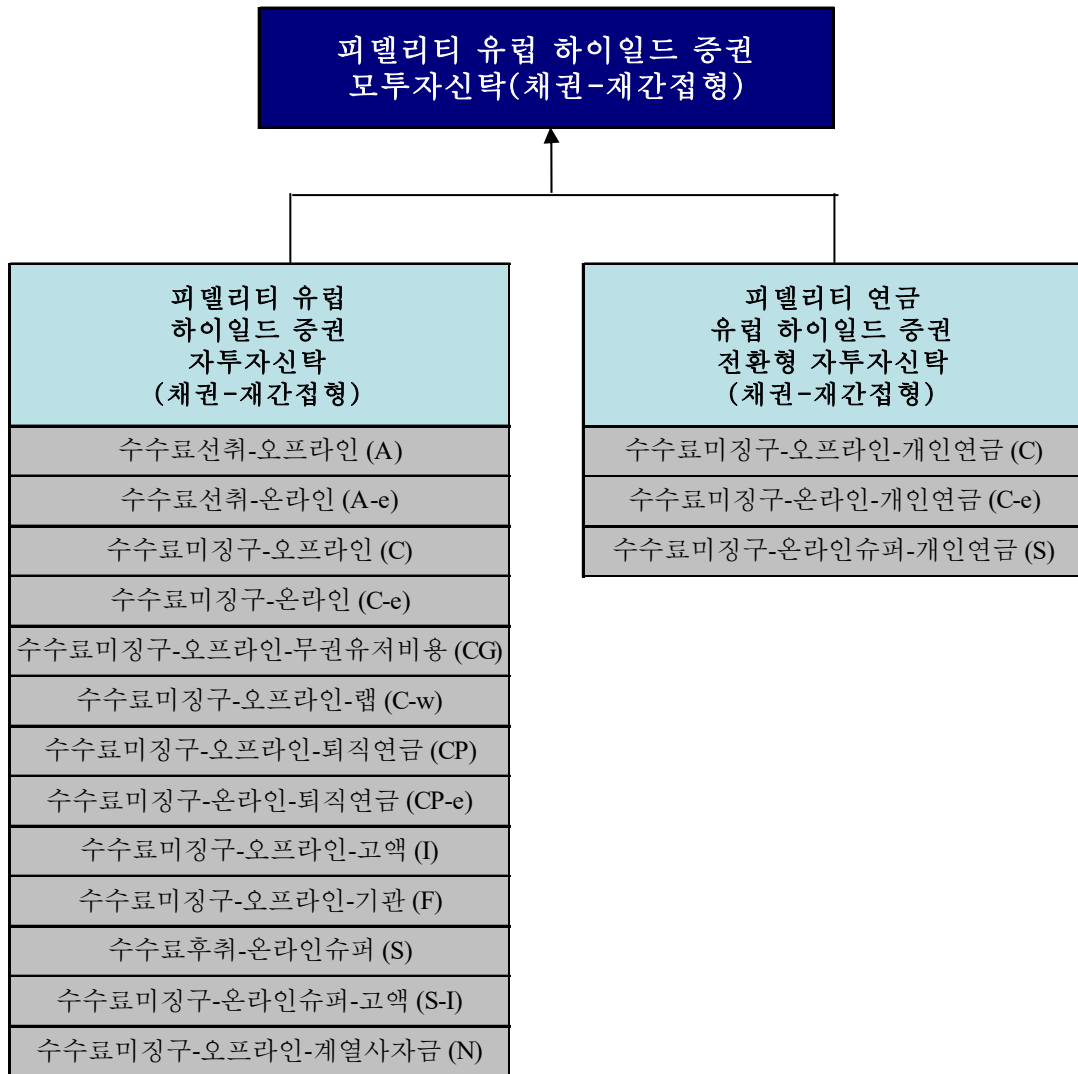 피델리티 유럽 하이일드 증권
모투자신탁(채권-재간접형)
피델리티 유럽
하이일드 증권
자투자신탁
(채권-재간접형)
수수료선취-오프라인 (A)
수수료선취-온라인 (A-e)
수수료미징구-오프라인 (C)
수수료미징구-온라인 (C-e)
수수료미징구-오프라인-무권유저비용 (CG)
수수료미징구-오프라인-랩 (C-w)
수수료미징구-오프라인-퇴직연금 (CP)
수수료미징구-온라인-퇴직연금 (CP-e)
수수료미징구-오프라인-고액 (I)
수수료미징구-오프라인-기관 (F)
수수료후취-온라인슈퍼 (S)
수수료미징구-온라인슈퍼-고액 (S-I)
수수료미징구-오프라인-계열사자금 (N)
피델리티 연금
유럽 하이일드 증권
전환형 자투자신탁
(채권-재간접형)
수수료미징구-오프라인-개인연금 (C)
수수료미징구-온라인-개인연금 (C-e)
수수료미징구-온라인슈퍼-개인연금 (S)